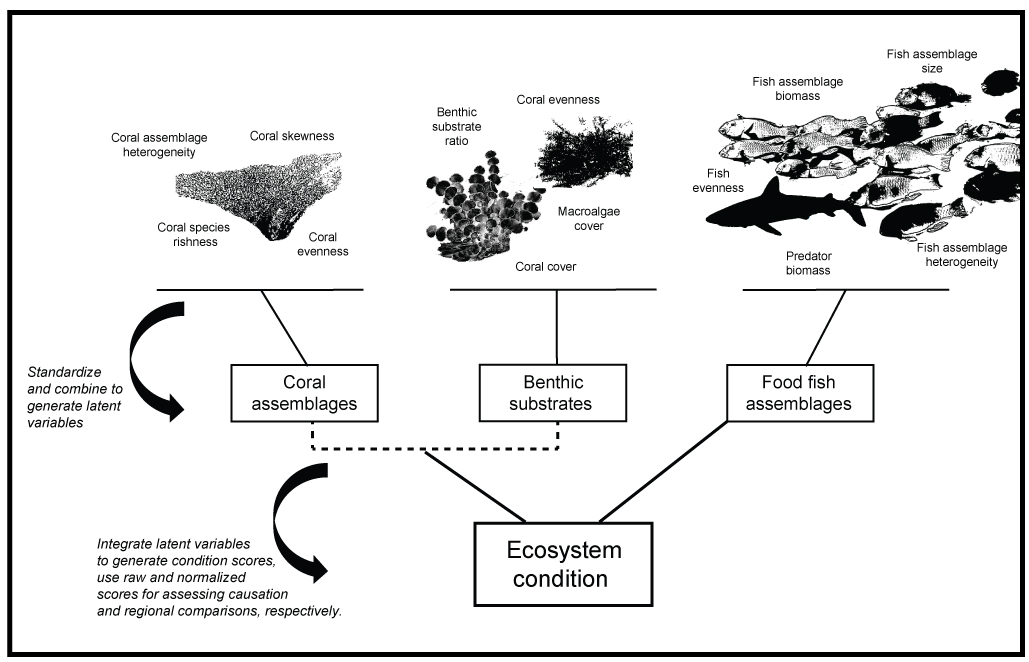 Coral assemblage
heterogeneity
Coral skewness
Coral species
rishness
Coral
evenness
Benthic
substrate
ratio
Coral evenness
Macroalgae
cover
Coral cover
Fish assemblage
size
Fish assemblage
biomass
Fish
evenness
Predator
biomass
Fish assemblage
heterogeneity
Standardize
and combine to
generate latent
variables
Coral
assemblages
Benthic
substrates
Food fish
assemblages
Integrate latent variables
to generate condition scores,
use raw and normalized
scores for assessing causation
and regional comparisons, respectively.
Ecosystem
condition